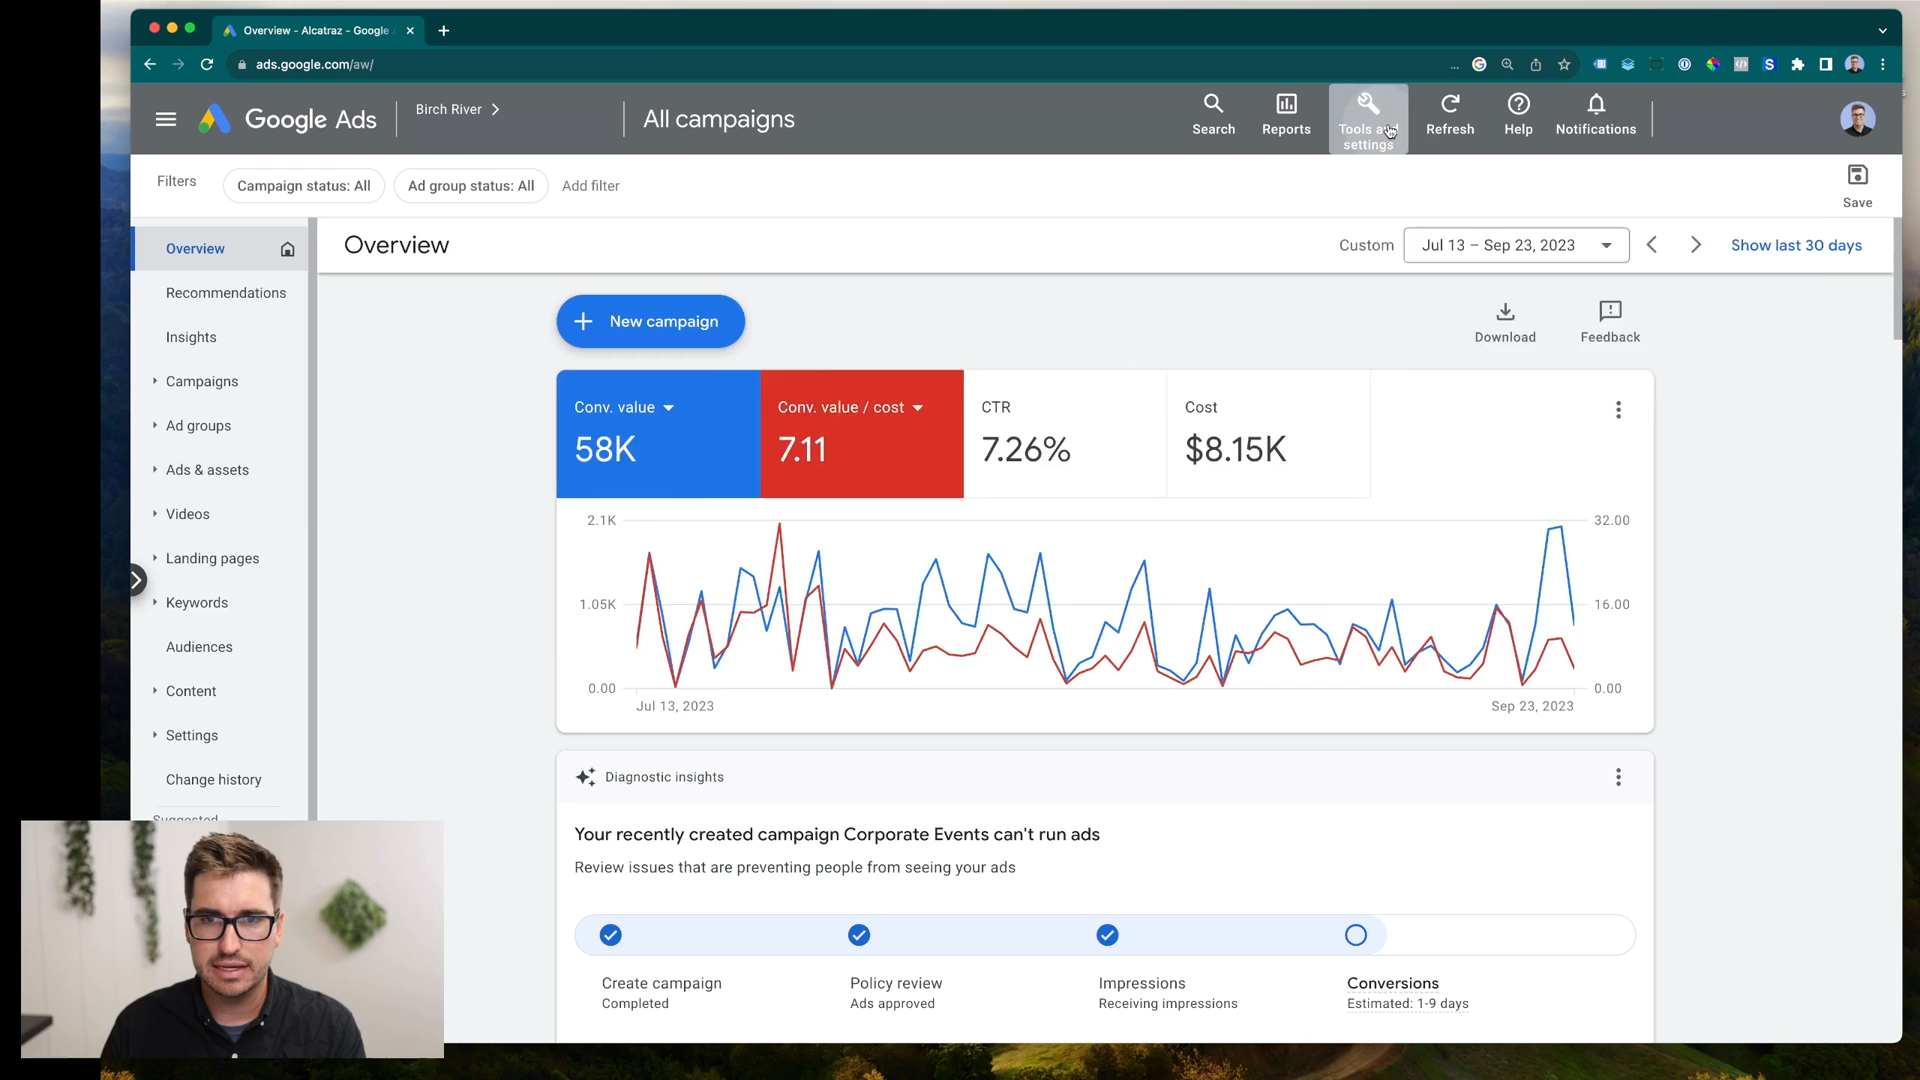 Overview - Alcatraz - Google
ads.google.com/aw/
Google Ads
Birch River
All campaigns
Search
Reports
Tools and
settings
Refresh
Help
Notifications
Filters
Campaign status: All
Ad group status: All
Add filter
Save
Overview
Recommendations
Insights
Campaigns
Ad groups
Ads & assets
Videos
Landing pages
Keywords
Audiences
Content
Settings
Change history
Suggested
Overview
Custom
Jul 13 – Sep 23, 2023
Show last 30 days
New campaign
Download
Feedback
Conv. value
58K
Conv. value / cost
7.11
CTR
7.26%
Cost
$8.15K
2.1K
1.05K
0.00
32.00
16.00
0.00
Jul 13, 2023
Sep 23, 2023
Diagnostic insights
Your recently created campaign Corporate Events can't run ads
Review issues that are preventing people from seeing your ads
Create campaign
Completed
Policy review
Ads approved
Impressions
Receiving impressions
Conversions
Estimated: 1-9 days